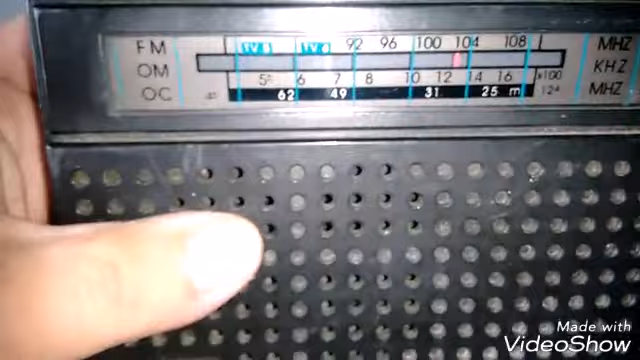 FM 92 96 100 104 108 MHZ
OM 5 6 7 8 10 12 14 16 x100 KHZ
OC 62 49 31 25 m MHZ
Made with
VideoShow